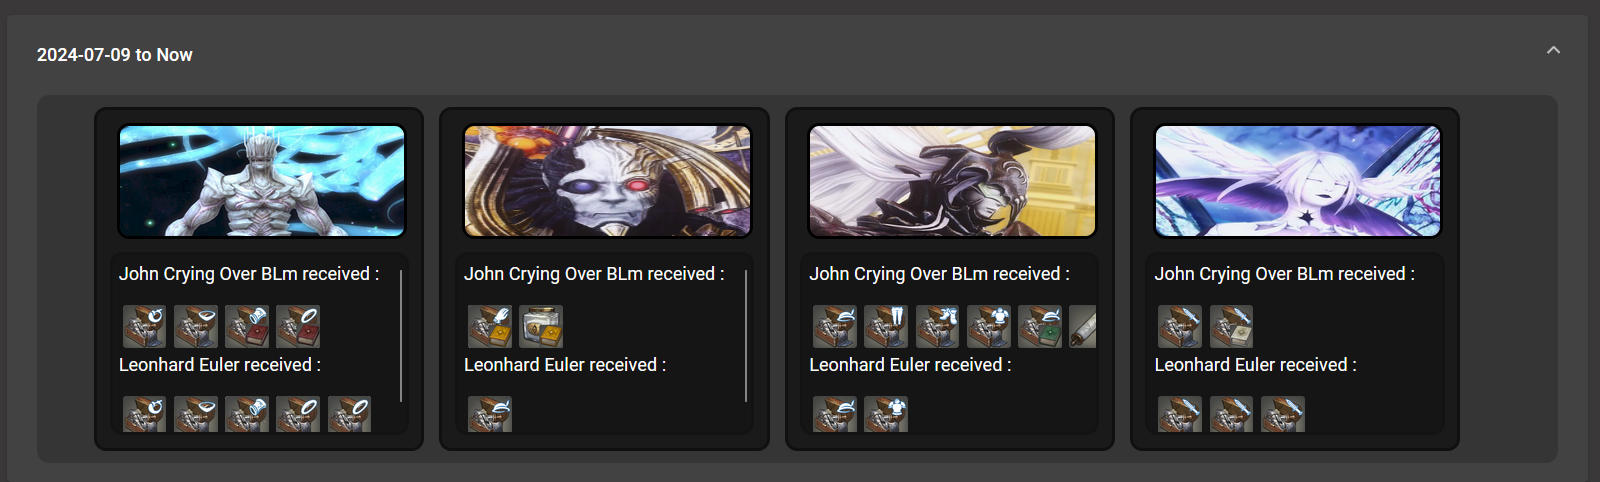 2024-07-09 to Now
John Crying Over BLm received :
Leonhard Euler received :
John Crying Over BLm received :
Leonhard Euler received :
John Crying Over BLm received :
Leonhard Euler received :
John Crying Over BLm received :
Leonhard Euler received :